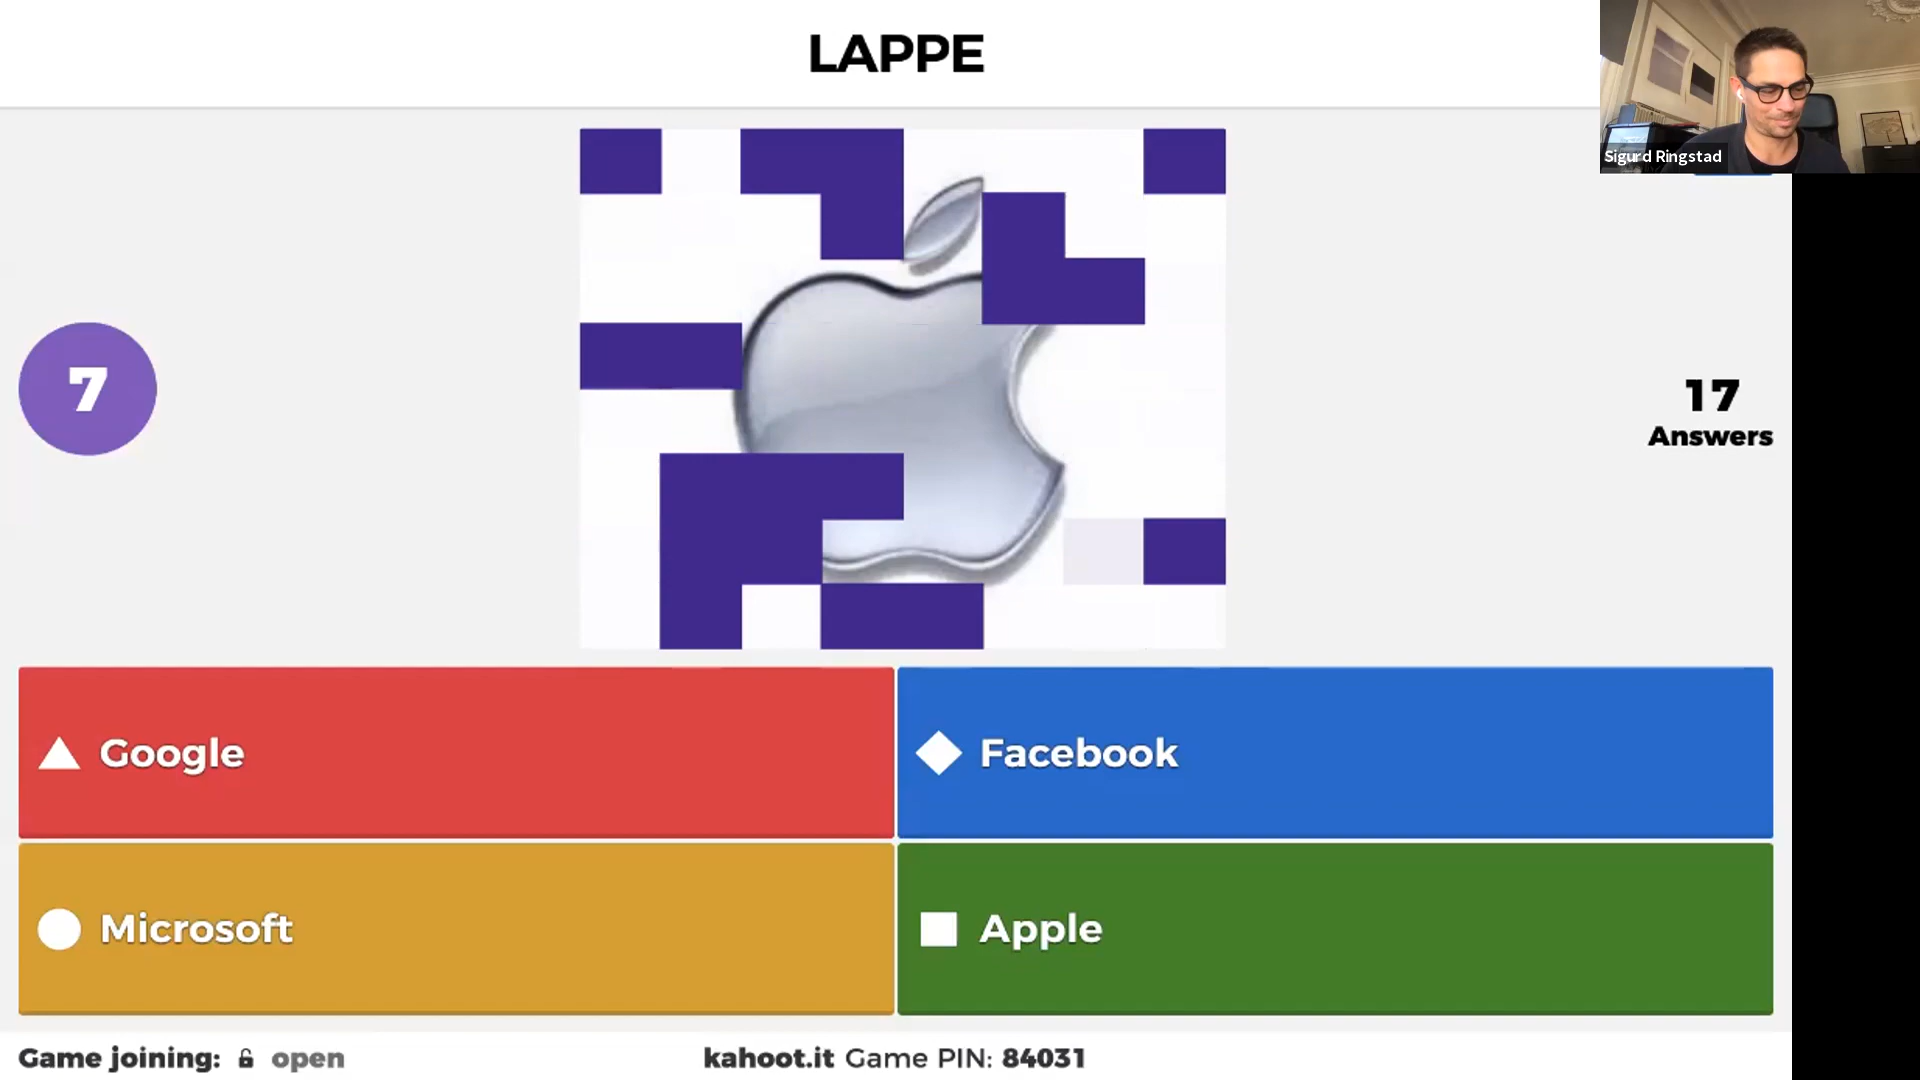 LAPPE
Sigurd Ringstad
7
17
Answers
Google
Facebook
Microsoft
Apple
Game joining: open
kahoot.it Game PIN: 84031